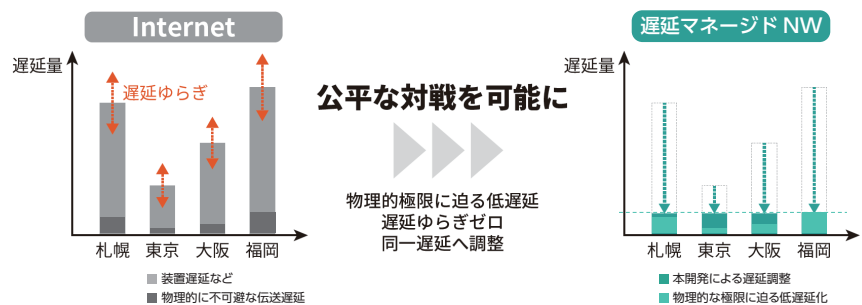 Internet
遅延量
遅延ゆらぎ
札幌
東京
大阪
福岡
装置遅延など
物理的に不可避な伝送遅延
公平な対戦を可能に
物理的極限に迫る低遅延
遅延ゆらぎゼロ
同一遅延へ調整
遅延マネージドNW
遅延量
札幌
東京
大阪
福岡
本開発による遅延調整
物理的な極限に迫る低遅延化